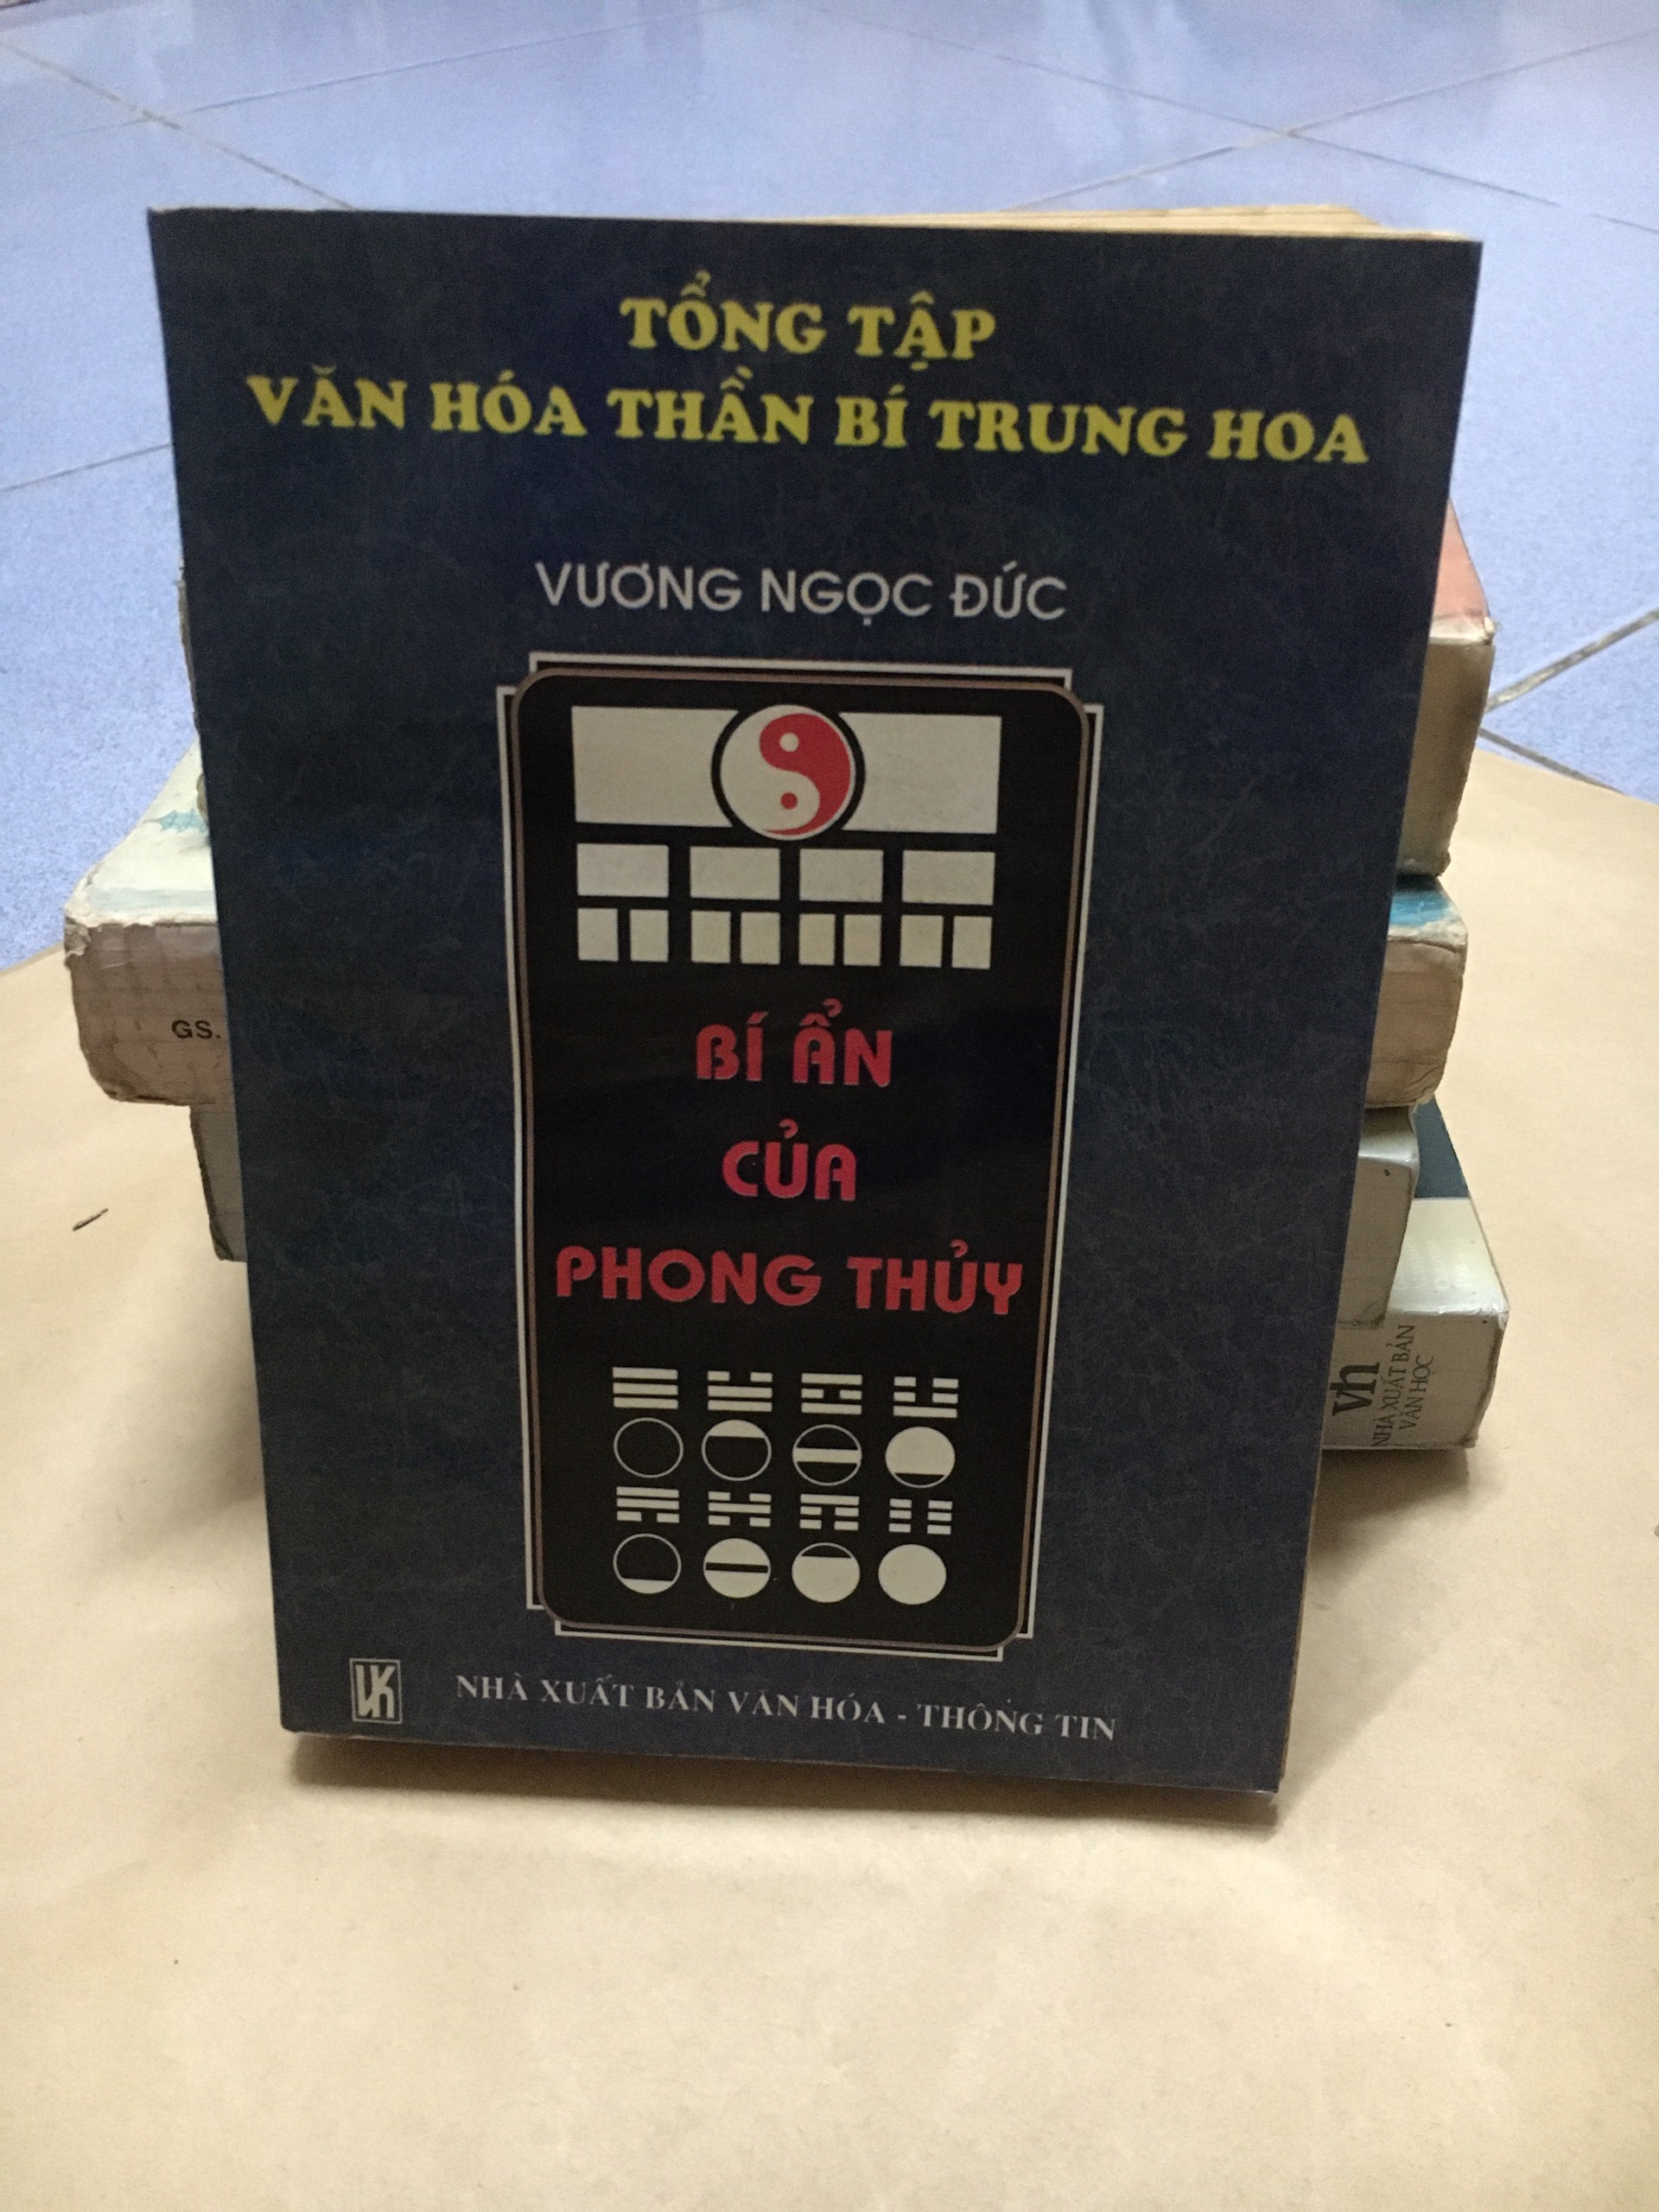 TỔNG TẬP
VĂN HÓA THẦN BÍ TRUNG HOA
VƯƠNG NGỌC ĐỨC
BÍ ẨN
CỦA
PHONG THỦY
NHÀ XUẤT BẢN VĂN HÓA - THÔNG TIN
GS.
vh
NHÀ XUẤT BẢN
VĂN HỌC